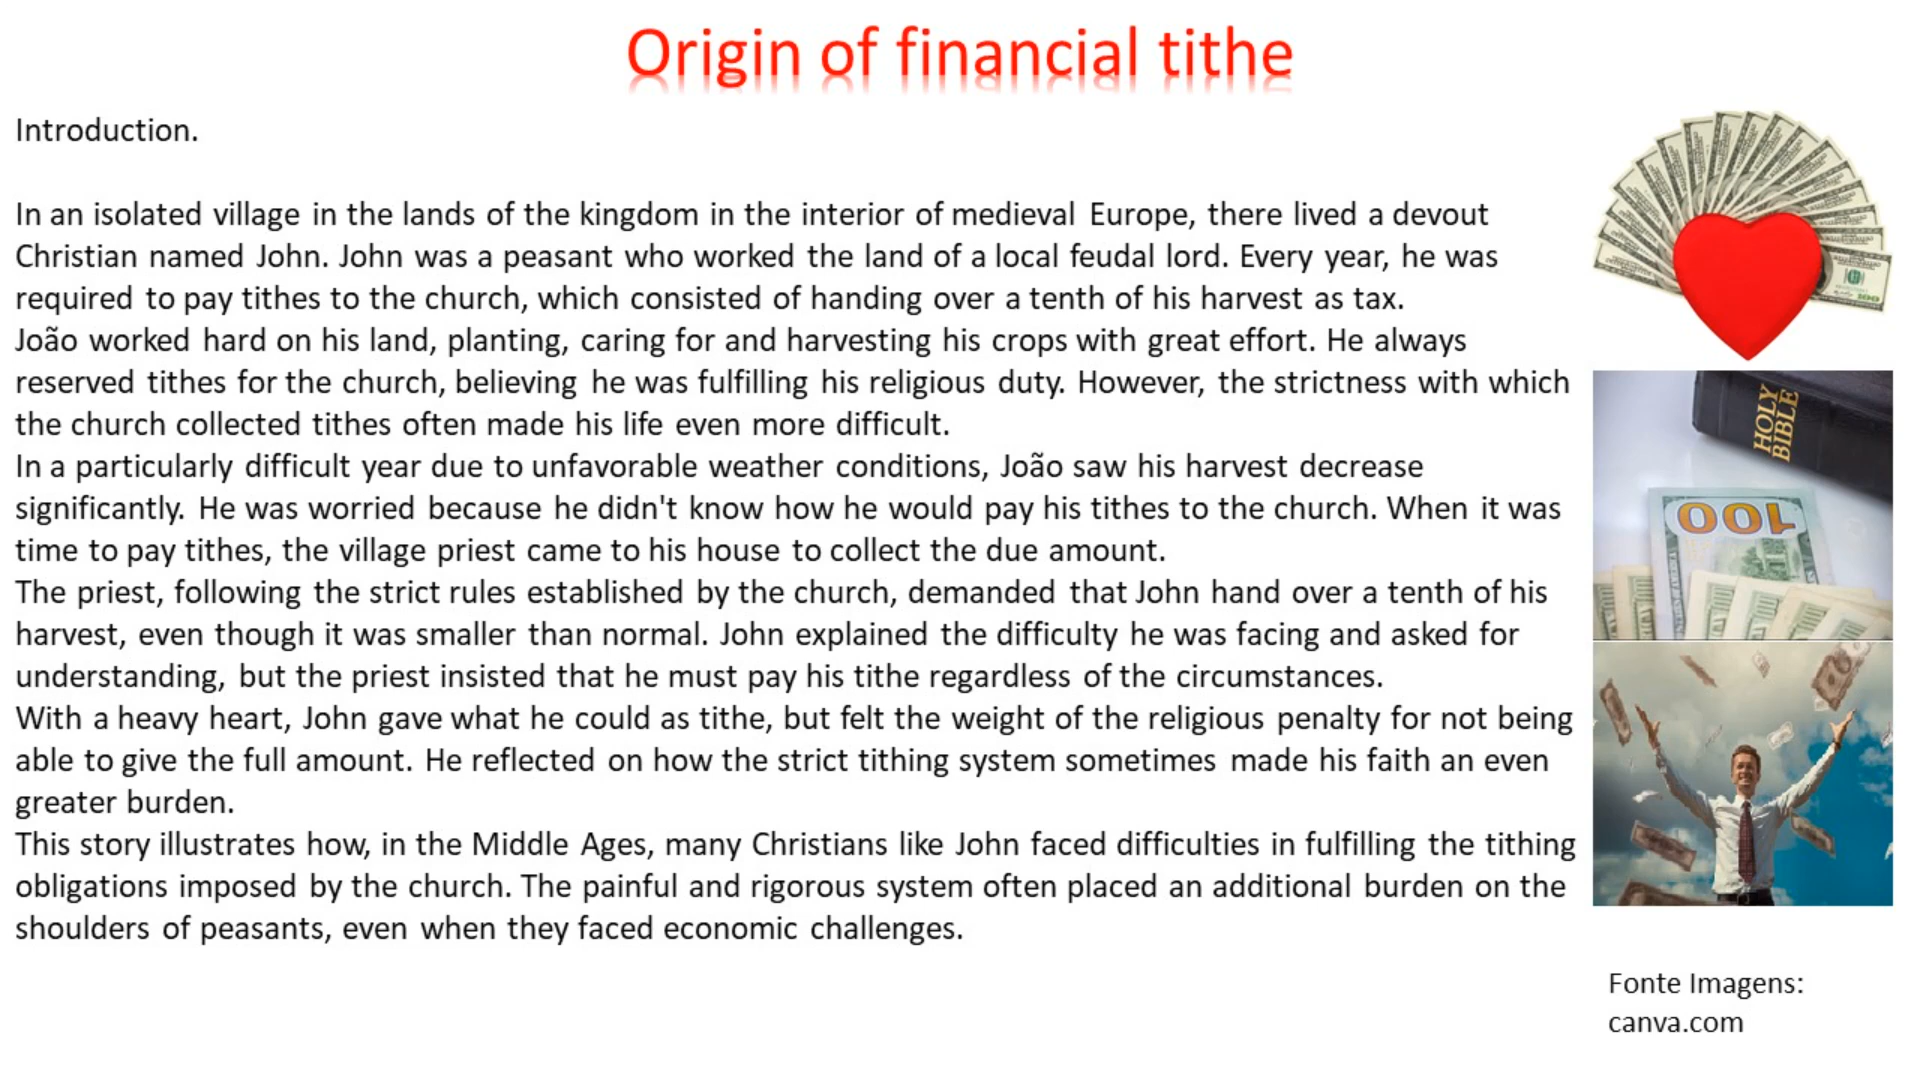 Origin of financial tithe
Introduction.
In an isolated village in the lands of the kingdom in the interior of medieval Europe, there lived a devout
Christian named John. John was a peasant who worked the land of a local feudal lord. Every year, he was
required to pay tithes to the church, which consisted of handing over a tenth of his harvest as tax.
João worked hard on his land, planting, caring for and harvesting his crops with great effort. He always
reserved tithes for the church, believing he was fulfilling his religious duty. However, the strictness with which
the church collected tithes often made his life even more difficult.
In a particularly difficult year due to unfavorable weather conditions, João saw his harvest decrease
significantly. He was worried because he didn't know how he would pay his tithes to the church. When it was
time to pay tithes, the village priest came to his house to collect the due amount.
The priest, following the strict rules established by the church, demanded that John hand over a tenth of his
harvest, even though it was smaller than normal. John explained the difficulty he was facing and asked for
understanding, but the priest insisted that he must pay his tithe regardless of the circumstances.
With a heavy heart, John gave what he could as tithe, but felt the weight of the religious penalty for not being
able to give the full amount. He reflected on how the strict tithing system sometimes made his faith an even
greater burden.
This story illustrates how, in the Middle Ages, many Christians like John faced difficulties in fulfilling the tithing
obligations imposed by the church. The painful and rigorous system often placed an additional burden on the
shoulders of peasants, even when they faced economic challenges.
100
HOLY
BIBLE
100
Fonte Imagens:
canva.com